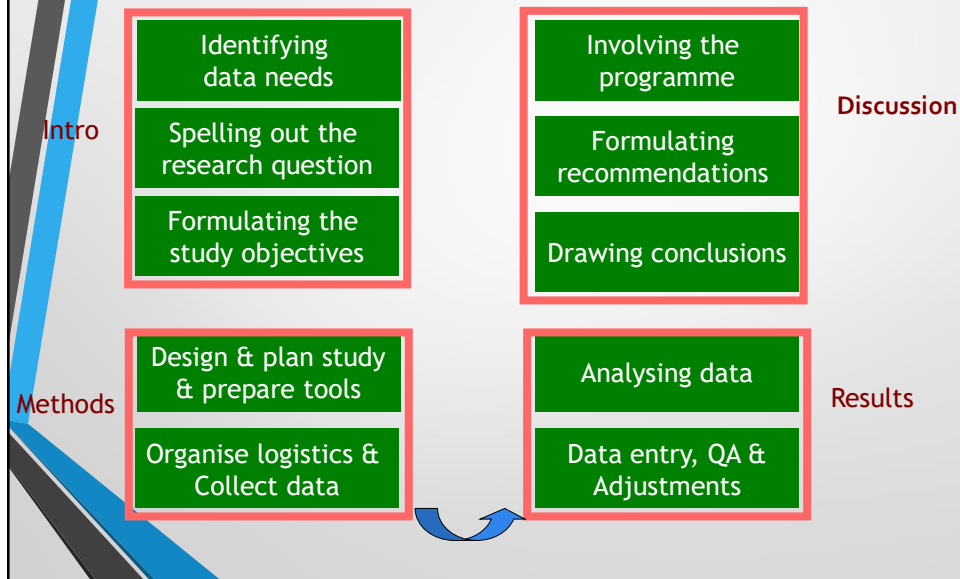 Intro
Identifying
data needs
Spelling out the
research question
Formulating the
study objectives
Methods
Design & plan study
& prepare tools
Organise logistics &
Collect data
Involving the
programme
Formulating
recommendations
Drawing conclusions
Discussion
Analysing data
Data entry, QA &
Adjustments
Results